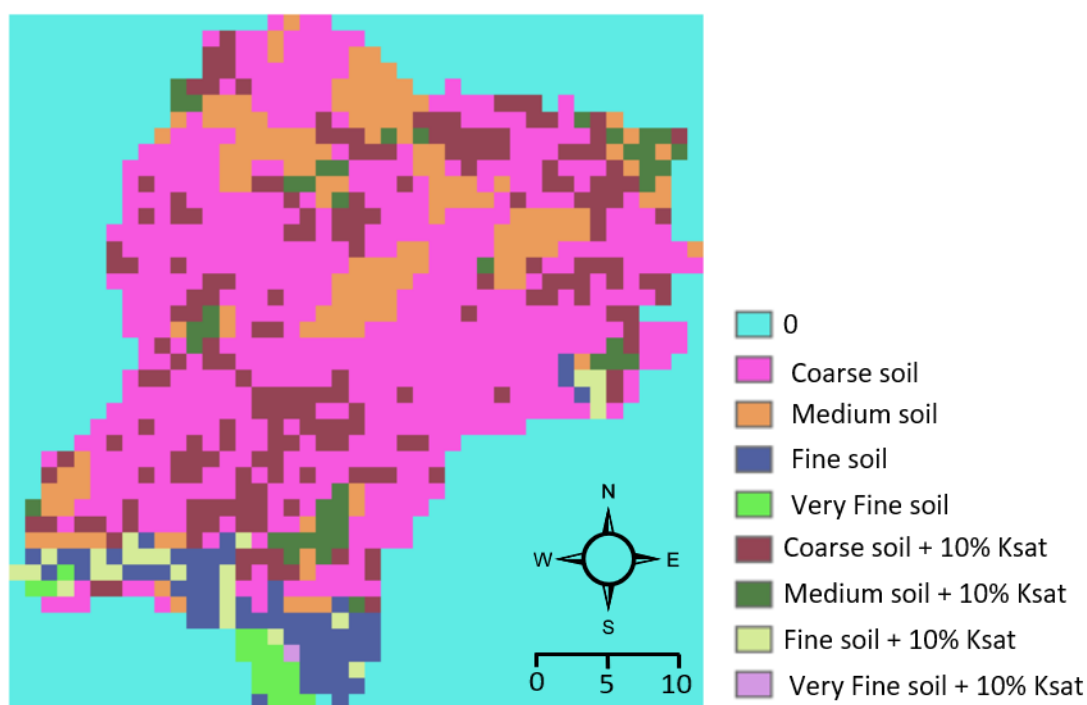 0
Coarse soil
Medium soil
Fine soil
Very Fine soil
Coarse soil + 10% Ksat
Medium soil + 10% Ksat
Fine soil + 10% Ksat
Very Fine soil + 10% Ksat
N
W E
S
0 5 10